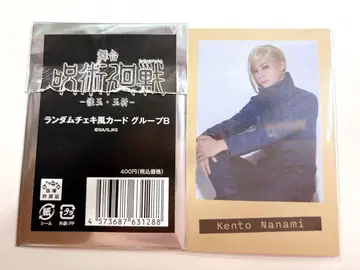 舞台
呪術廻戦
-懐玉・玉折-
ランダムチェキ風カード グループB
©GA/S,JKS
400円(税込価格)
シール
外装:PP
4 573687 631288
Kento Nanami